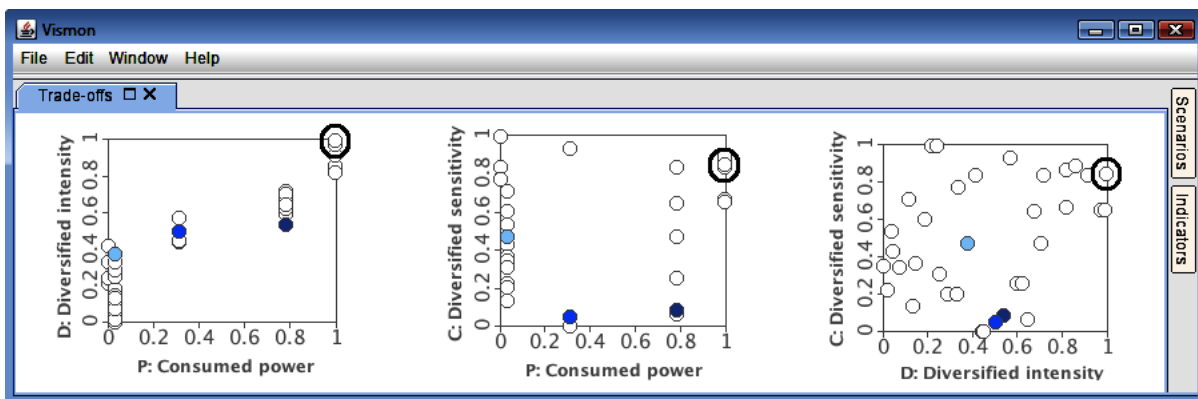 Vismon
File Edit Window Help
Trade-offs
Scenarios
Indicators
D: Diversified intensity
1
0.8
0.6
0.4
0.2
0
0 0.2 0.4 0.6 0.8 1
P: Consumed power
C: Diversified sensitivity
1
0.8
0.6
0.4
0.2
0
0 0.2 0.4 0.6 0.8 1
P: Consumed power
C: Diversified sensitivity
1
0.8
0.6
0.4
0.2
0
0 0.2 0.4 0.6 0.8 1
D: Diversified intensity